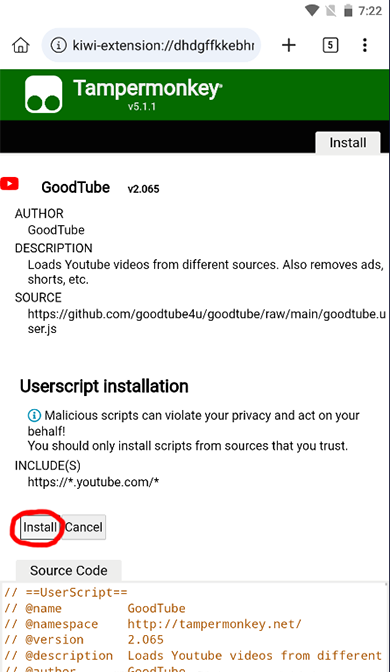 7:22
kiwi-extension://dhdgffkkebhr
5
Tampermonkey®
v5.1.1
Install
GoodTube v2.065
AUTHOR
GoodTube
DESCRIPTION
Loads Youtube videos from different sources. Also removes ads,
shorts, etc.
SOURCE
https://github.com/goodtube4u/goodtube/raw/main/goodtube.u
ser.js
Userscript installation
Malicious scripts can violate your privacy and act on your
behalf!
You should only install scripts from sources that you trust.
INCLUDE(S)
https://*.youtube.com/*
Install Cancel
Source Code
// ==UserScript==
// @name GoodTube
// @namespace http://tampermonkey.net/
// @version 2.065
// @description Loads Youtube videos from different
// @author GoodTube